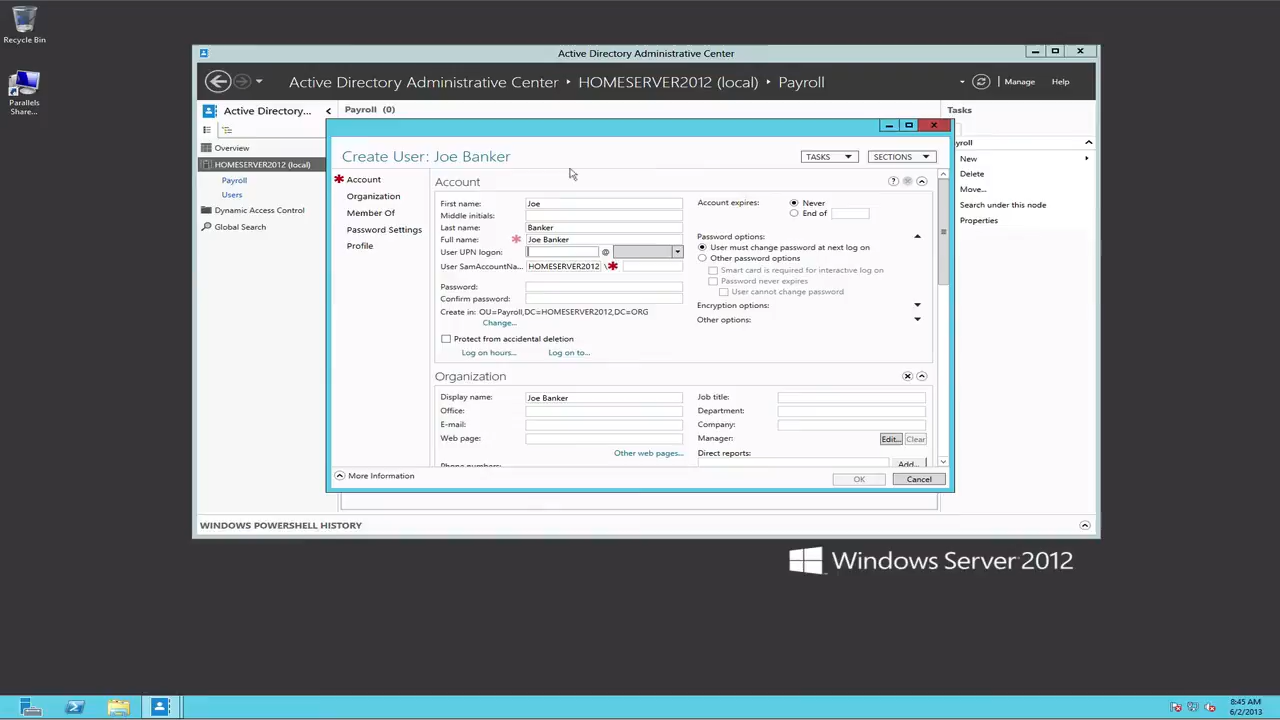 Recycle Bin
Parallels
Share...
Active Directory Administrative Center
Active Directory Administrative Center • HOMESERVER2012 (local) • Payroll
Manage
Help
Active Directory...
Payroll (0)
Tasks
Overview
HOMESERVER2012 (local)
Payroll
Users
Dynamic Access Control
Global Search
Create User: Joe Banker
TASKS
SECTIONS
Account
Organization
Member Of
Password Settings
Profile
Account
First name: Joe
Middle initials:
Last name: Banker
Full name: Joe Banker
User UPN logon: @
User SamAccountNa... HOMESERVER2012 \
Password:
Confirm password:
Create in: OU=Payroll,DC=HOMESERVER2012,DC=ORG
Change...
Protect from accidental deletion
Log on hours... Log on to...
Account expires: Never
End of
Password options:
User must change password at next log on
Other password options
Smart card is required for interactive log on
Password never expires
User cannot change password
Encryption options:
Other options:
Organization
Display name: Joe Banker
Office:
E-mail:
Web page:
Other web pages...
Phone numbers:
Job title:
Department:
Company:
Manager: Edit... Clear
Direct reports:
Add...
More Information
OK
Cancel
yroll
New
Delete
Move...
Search under this node
Properties
WINDOWS POWERSHELL HISTORY
Windows Server 2012
8:45 AM
6/2/2013